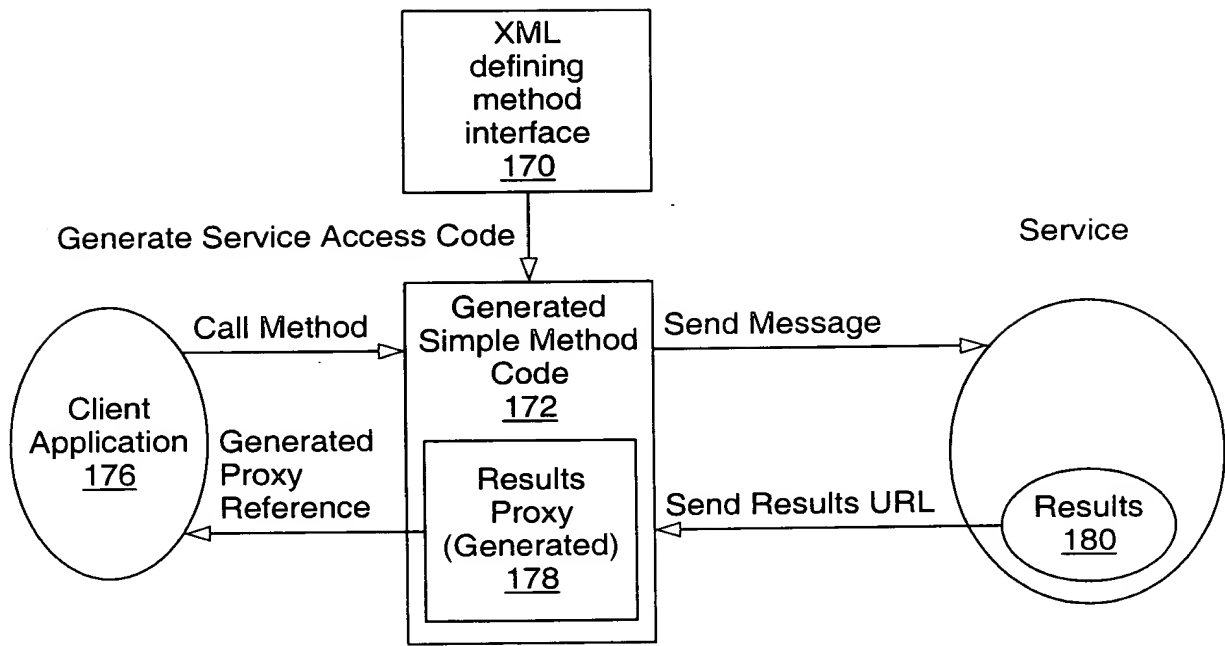 XML
defining
method
interface
170
Generate Service Access Code
Service
Call Method
Generated
Simple Method
Code
172
Send Message
Client
Application
176
Generated
Proxy
Reference
Results
Proxy
(Generated)
178
Send Results URL
Results
180